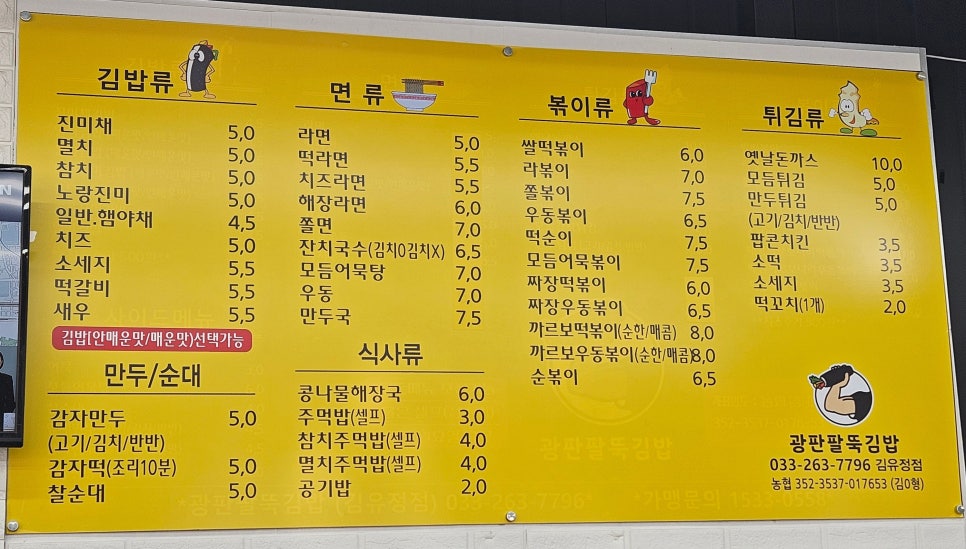 김밥류
진미채 5,0
멸치 5,0
참치 5,0
노랑진미 5,0
일반.햄야채 4,5
치즈 5,0
소세지 5,5
떡갈비 5,5
새우 5,5
김밥(안매운맛/매운맛)선택가능
만두/순대
감자만두 5,0
(고기/김치/반반)
감자떡(조리10분) 5,0
찰순대 5,0
면 류
라면 5,0
떡라면 5,5
치즈라면 5,5
해장라면 6,0
쫄면 7,0
잔치국수(김치O김치X) 6,5
모듬어묵탕 7,0
우동 7,0
만두국 7,5
식사류
콩나물해장국 6,0
주먹밥(셀프) 3,0
참치주먹밥(셀프) 4,0
멸치주먹밥(셀프) 4,0
공기밥 2,0
볶이류
쌀떡볶이 6,0
라볶이 7,0
쫄볶이 7,5
우동볶이 6,5
떡순이 7,5
모듬어묵볶이 7,5
짜장떡볶이 6,0
짜장우동볶이 6,5
까르보떡볶이(순한/매콤) 8,0
까르보우동볶이(순한/매콤)8,0
순볶이 6,5
튀김류
옛날돈까스 10,0
모듬튀김 5,0
만두튀김 5,0
(고기/김치/반반)
팝콘치킨 3,5
소떡 3,5
소세지 3,5
떡꼬치(1개) 2,0
광판팔뚝김밥
033-263-7796 김유정점
농협 352-3537-017653 (김0형)